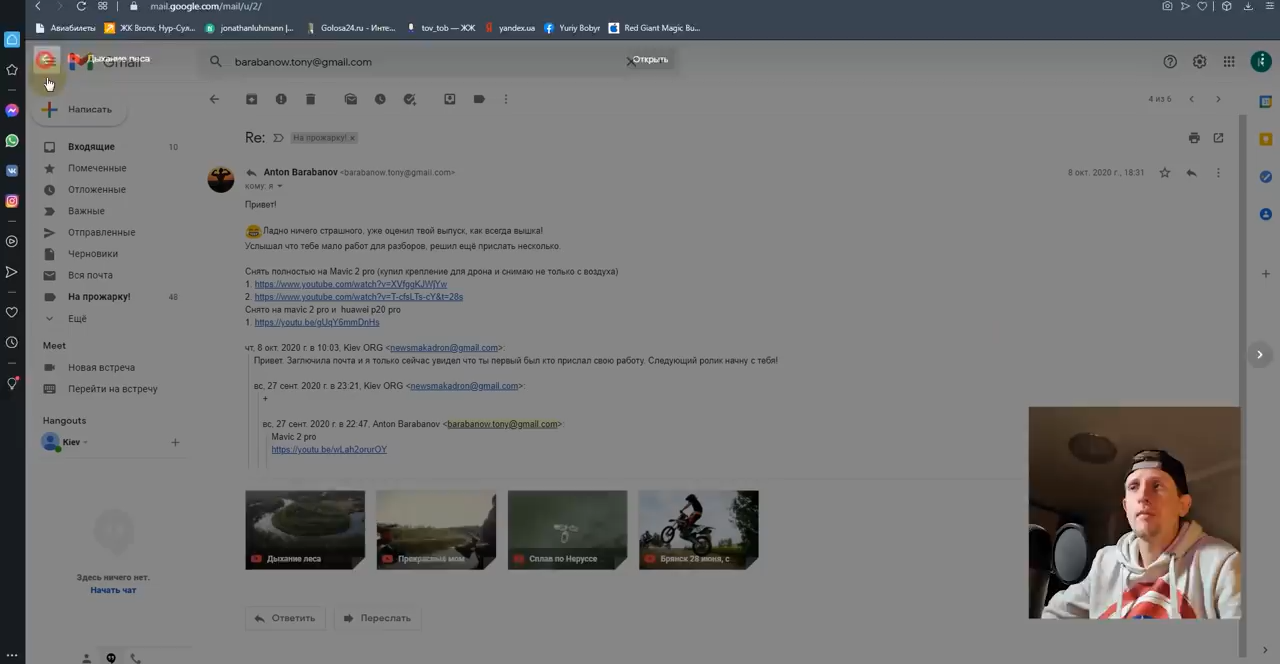 mail.google.com/mail/u/2/
Авиабилеты
ЖК Bronx, Нур-Сул...
jonathanluhmann |...
Golosa24.ru - Инте...
tov_tob — ЖЖ
yandex.ua
Yuriy Bobyr
Red Giant Magic Bu...
Дыхание леса
Gmail
barabanow.tony@gmail.com
Открыть
Написать
4 из 6
Re:
На прожарку! ×
Входящие 10
Помеченные
Отложенные
Важные
Отправленные
Черновики
Вся почта
На прожарку! 48
Ещё
Meet
Новая встреча
Перейти на встречу
Hangouts
Kiev
Здесь ничего нет.
Начать чат
Anton Barabanov <barabanow.tony@gmail.com>
8 окт. 2020 г., 18:31
кому: я
Привет!
Ладно ничего страшного, уже оценил твой выпуск, как всегда вышка!
Услышал что тебе мало работ для разборов, решил ещё прислать несколько.
Снять полностью на Mavic 2 pro (купил крепление для дрона и снимаю не только с воздуха)
1. https://www.youtube.com/watch?v=XVfggKJWjYw
2. https://www.youtube.com/watch?v=T-cfsLTs-cY&t=28s
Снято на mavic 2 pro и huawei p20 pro
1. https://youtu.be/gUqY6mmDnHs
чт, 8 окт. 2020 г. в 10:03, Kiev ORG <newsmakadron@gmail.com>:
Привет. Заглючила почта и я только сейчас увидел что ты первый был кто прислал свою работу. Следующий ролик начну с тебя!
вс, 27 сент. 2020 г. в 23:21, Kiev ORG <newsmakadron@gmail.com>:
+
вс, 27 сент. 2020 г. в 22:47, Anton Barabanov <barabanow.tony@gmail.com>:
Mavic 2 pro
https://youtu.be/wLah2orurOY
Дыхание леса
Прекрасные мом
Сплав по Неруссе
Брянск 28 июня, с
Ответить
Переслать